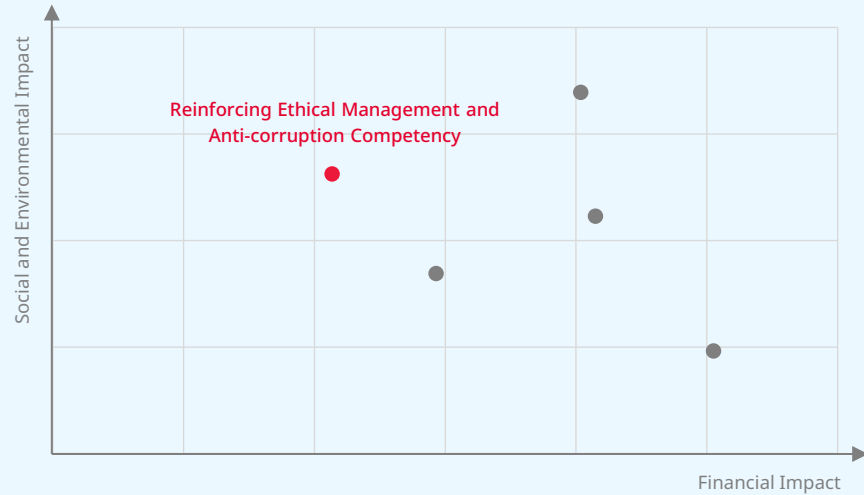 Social and Environmental Impact
Reinforcing Ethical Management and
Anti-corruption Competency
Financial Impact